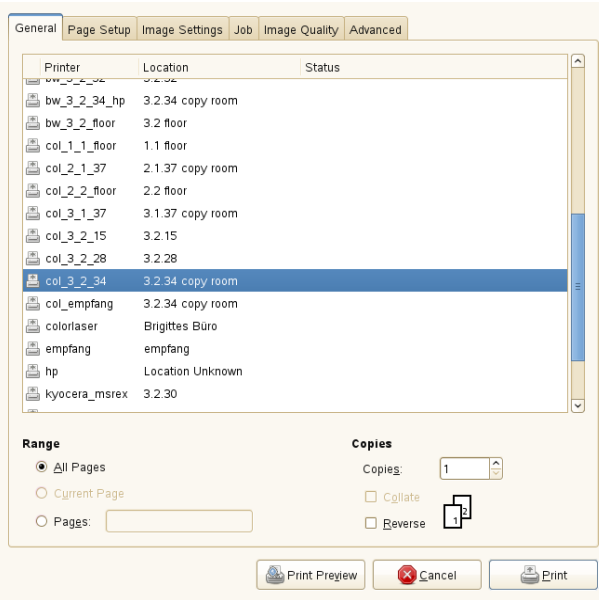 General Page Setup Image Settings Job Image Quality Advanced
Printer Location Status
bw_3_2_34_hp 3.2.34 copy room
bw_3_2_floor 3.2 floor
col_1_1_floor 1.1 floor
col_2_1_37 2.1.37 copy room
col_2_2_floor 2.2 floor
col_3_1_37 3.1.37 copy room
col_3_2_15 3.2.15
col_3_2_28 3.2.28
col_3_2_34 3.2.34 copy room
col_empfang 3.2.34 copy room
colorlaser Brigittes Büro
empfang empfang
hp Location Unknown
kyocera_msrex 3.2.30
Range Copies
All Pages Copies: 1
Current Page Collate
Pages: Reverse
1 2
Print Preview Cancel Print